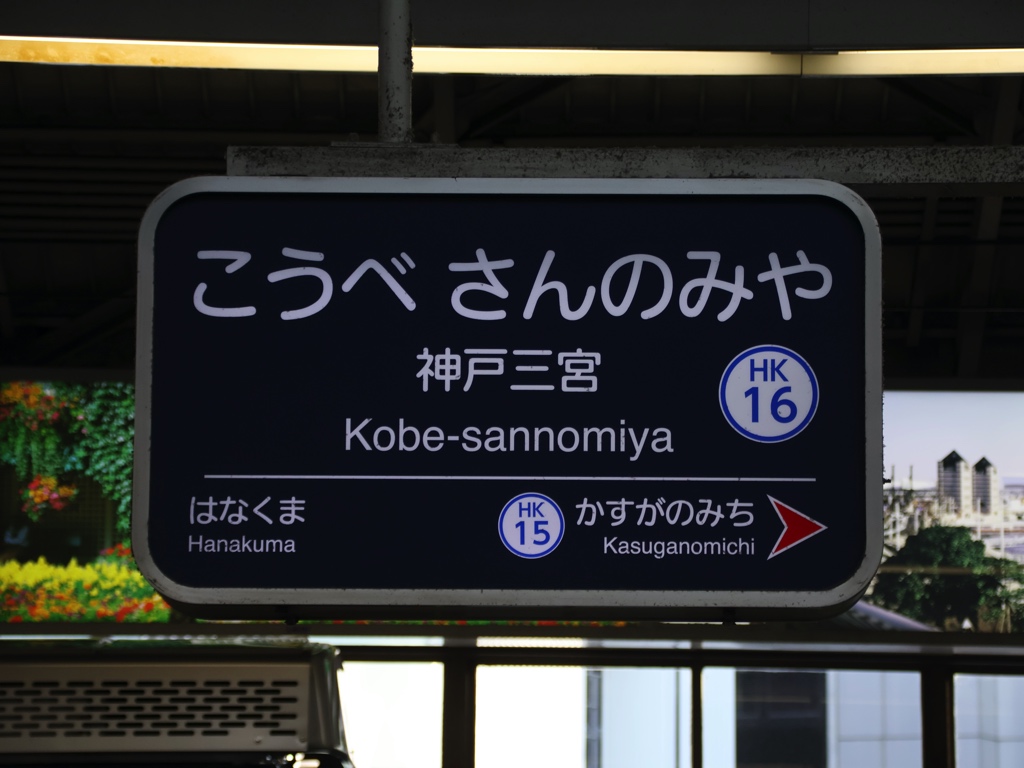 こうべ さんのみや
神戸三宮
HK
16
Kobe-sannomiya
はなくま
HK
15
かすがのみち
Hanakuma
Kasuganomichi